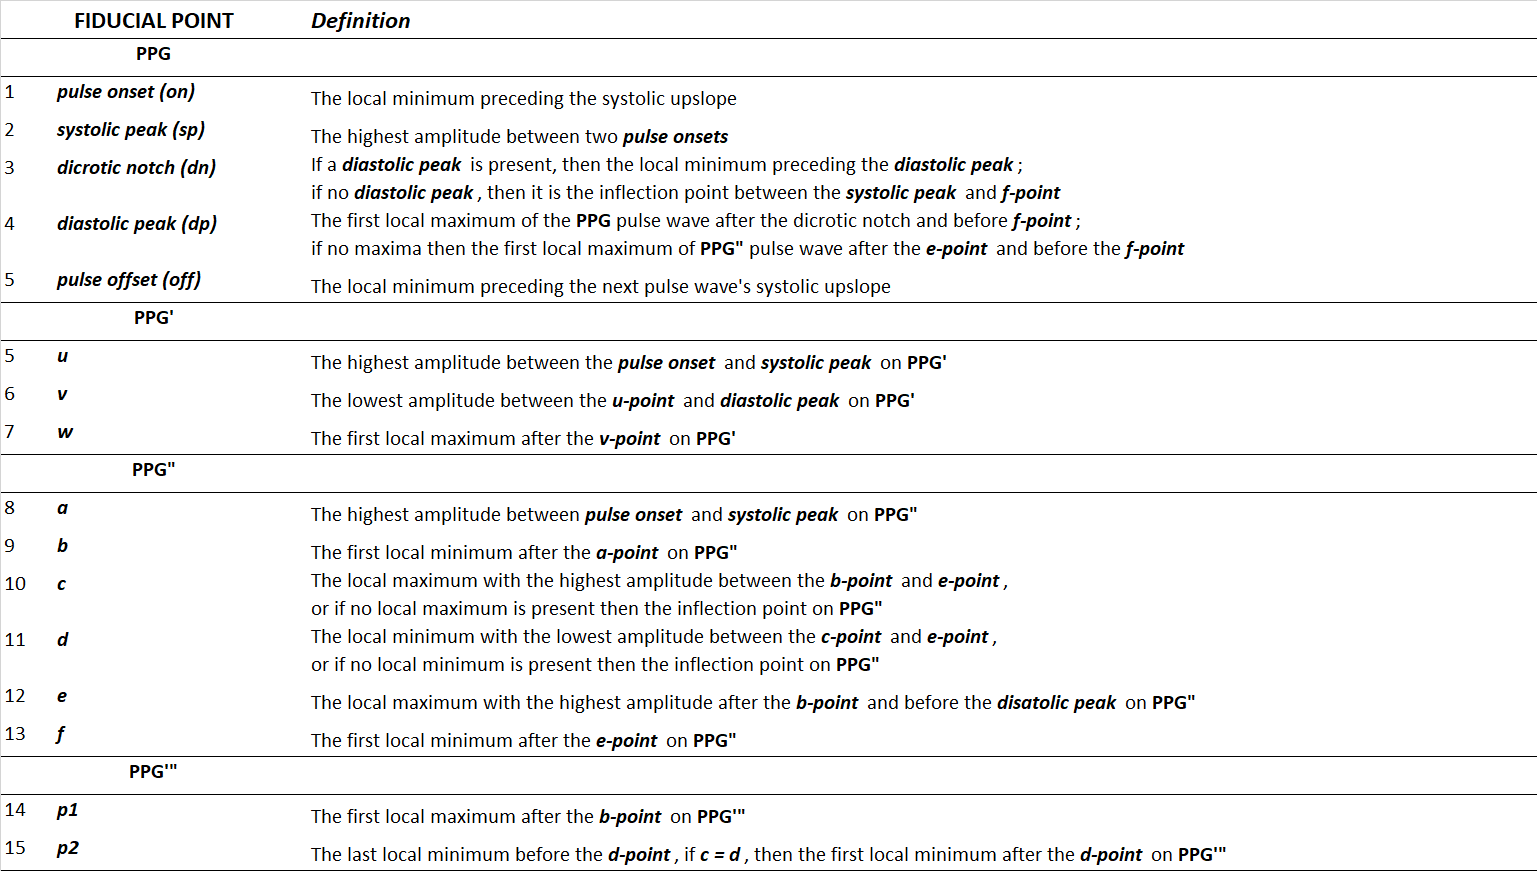 FIDUCIAL POINT Definition
PPG
1 pulse onset (on) The local minimum preceding the systolic upslope
2 systolic peak (sp) The highest amplitude between two pulse onsets
3 dicrotic notch (dn) If a diastolic peak is present, then the local minimum preceding the diastolic peak;
if no diastolic peak, then it is the inflection point between the systolic peak and f-point
4 diastolic peak (dp) The first local maximum of the PPG pulse wave after the dicrotic notch and before f-point;
if no maxima then the first local maximum of PPG" pulse wave after the e-point and before the f-point
5 pulse offset (off) The local minimum preceding the next pulse wave's systolic upslope
PPG'
5 u The highest amplitude between the pulse onset and systolic peak on PPG'
6 v The lowest amplitude between the u-point and diastolic peak on PPG'
7 w The first local maximum after the v-point on PPG'
PPG"
8 a The highest amplitude between pulse onset and systolic peak on PPG"
9 b The first local minimum after the a-point on PPG"
10 c The local maximum with the highest amplitude between the b-point and e-point,
or if no local maximum is present then the inflection point on PPG"
11 d The local minimum with the lowest amplitude between the c-point and e-point,
or if no local minimum is present then the inflection point on PPG"
12 e The local maximum with the highest amplitude after the b-point and before the disatolic peak on PPG"
13 f The first local minimum after the e-point on PPG"
PPG'"
14 p1 The first local maximum after the b-point on PPG'"
15 p2 The last local minimum before the d-point, if c = d, then the first local minimum after the d-point on PPG'"